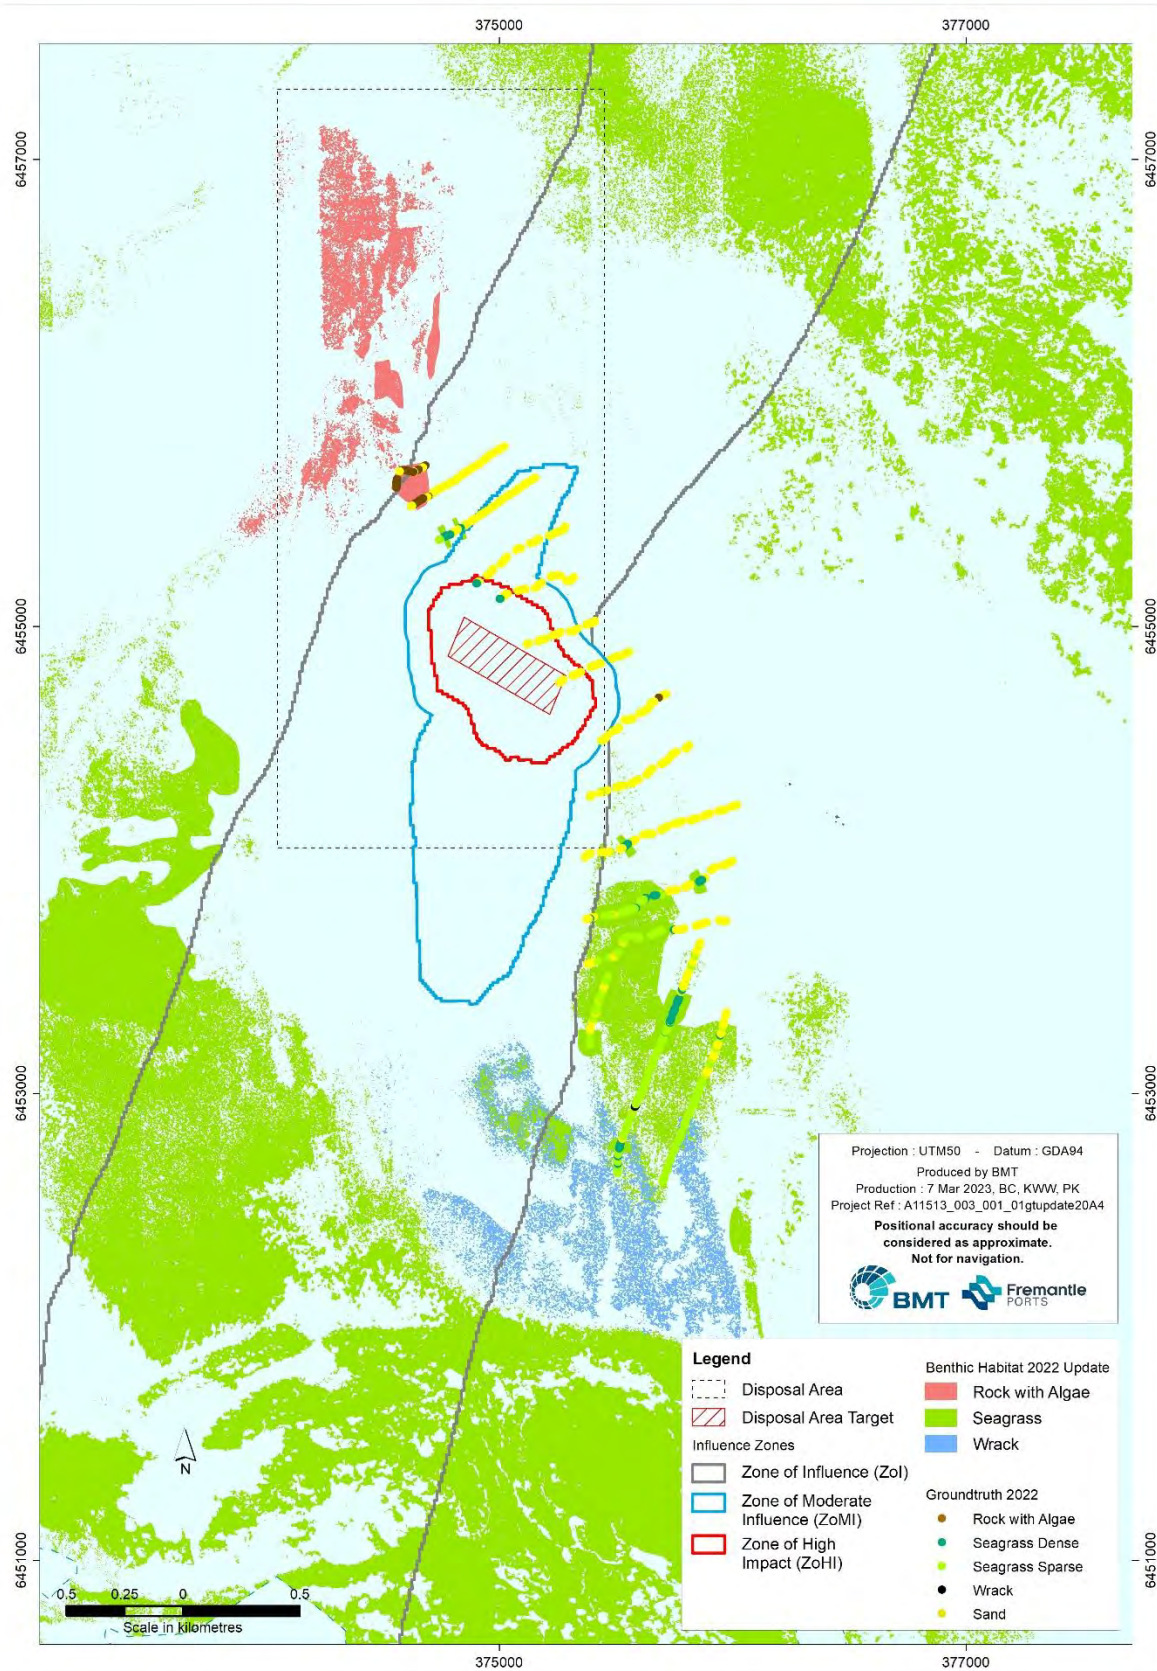 375000
377000
6457000
6457000
6455000
6455000
6453000
6453000
6451000
6451000
Projection : UTM50 - Datum : GDA94
Produced by BMT
Production : 7 Mar 2023, BC, KWW, PK
Project Ref : A11513_003_001_01gtupdate20A4
Positional accuracy should be
considered as approximate.
Not for navigation.
BMT
Fremantle
PORTS
Legend
Disposal Area
Disposal Area Target
Influence Zones
Zone of Influence (ZoI)
Zone of Moderate
Influence (ZoMI)
Zone of High
Impact (ZoHI)
Benthic Habitat 2022 Update
Rock with Algae
Seagrass
Wrack
Groundtruth 2022
Rock with Algae
Seagrass Dense
Seagrass Sparse
Wrack
Sand
N
0.5 0.25 0 0.5
Scale in kilometres
375000
377000